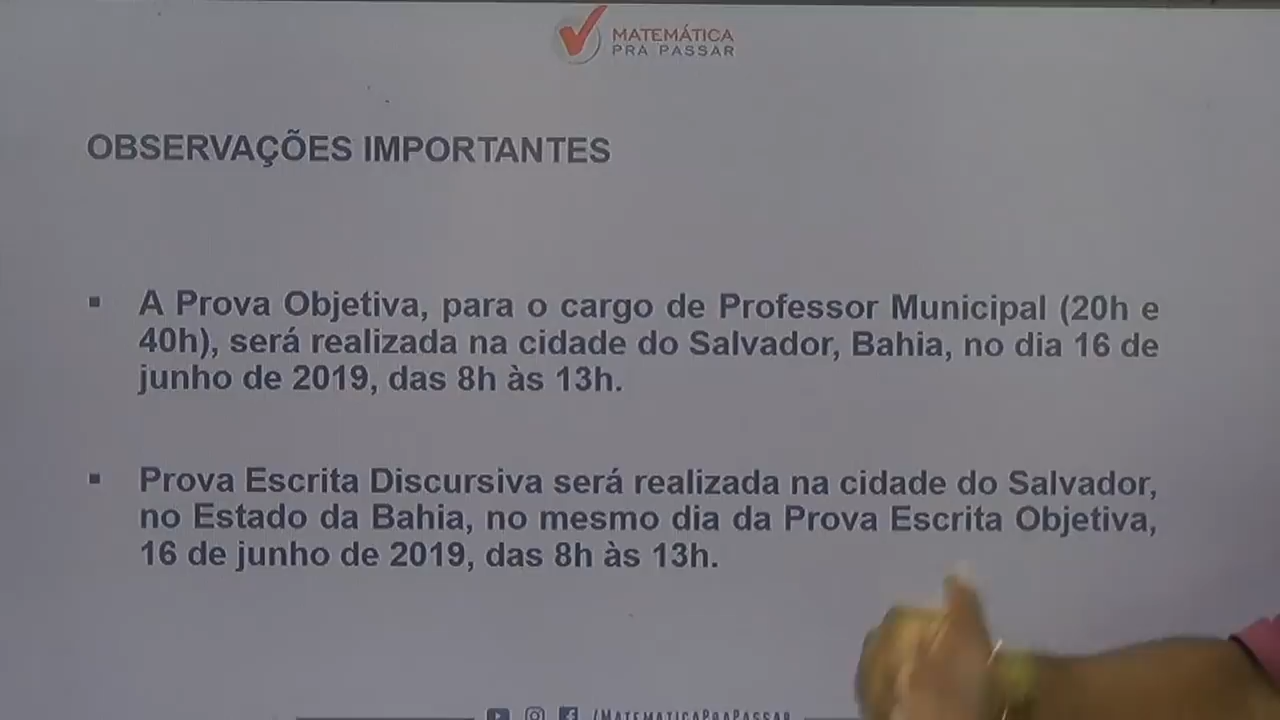 MATEMÁTICA
PRA PASSAR
OBSERVAÇÕES IMPORTANTES
▪ A Prova Objetiva, para o cargo de Professor Municipal (20h e
40h), será realizada na cidade do Salvador, Bahia, no dia 16 de
junho de 2019, das 8h às 13h.
▪ Prova Escrita Discursiva será realizada na cidade do Salvador,
no Estado da Bahia, no mesmo dia da Prova Escrita Objetiva,
16 de junho de 2019, das 8h às 13h.
/MATEMATICAPRAPASSAR